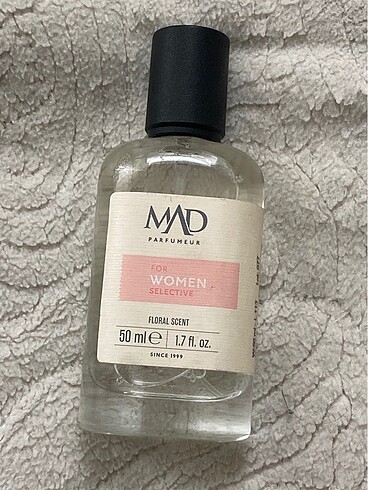 MAD
PARFUMEUR
FOR
WOMEN
SELECTIVE
FLORAL SCENT
50 ml ℮ 1.7 fl. oz.
SINCE 1999